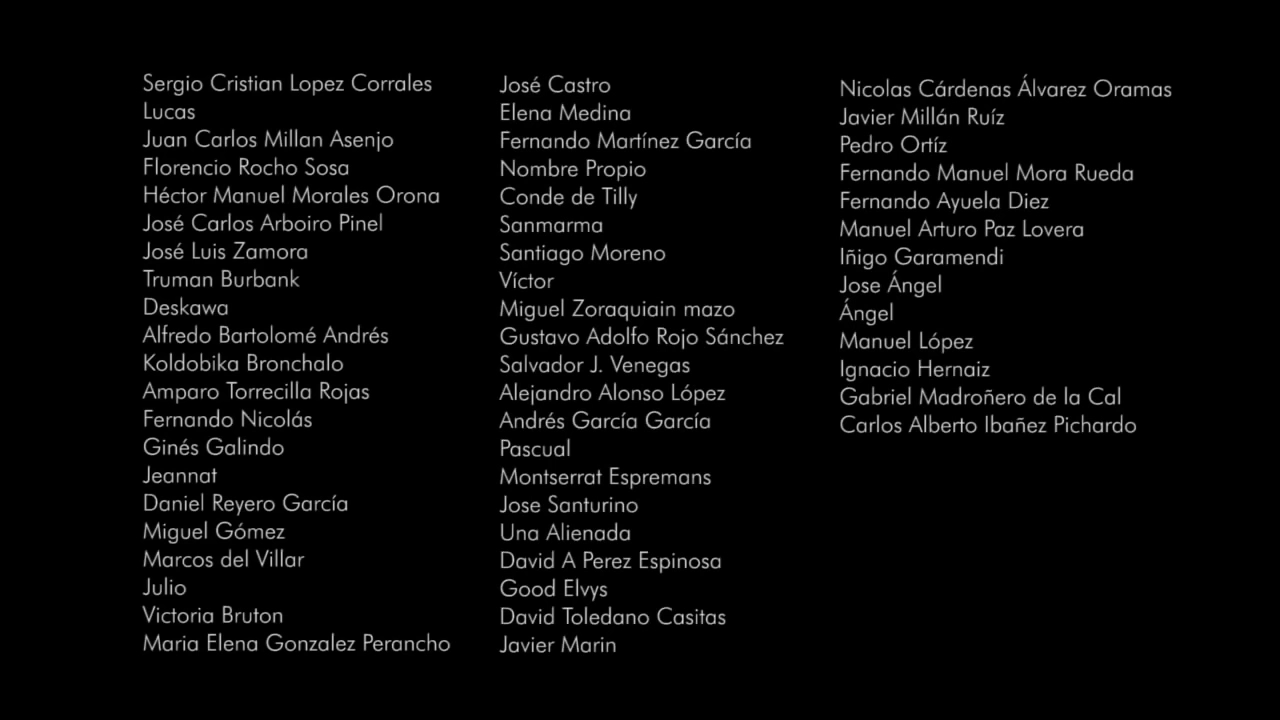 Sergio Cristian Lopez Corrales
Lucas
Juan Carlos Millan Asenjo
Florencio Rocho Sosa
Héctor Manuel Morales Orona
José Carlos Arboiro Pinel
José Luis Zamora
Truman Burbank
Deskawa
Alfredo Bartolomé Andrés
Koldobika Bronchalo
Amparo Torrecilla Rojas
Fernando Nicolás
Ginés Galindo
Jeannat
Daniel Reyero García
Miguel Gómez
Marcos del Villar
Julio
Victoria Bruton
Maria Elena Gonzalez Perancho
José Castro
Elena Medina
Fernando Martínez García
Nombre Propio
Conde de Tilly
Sanmarma
Santiago Moreno
Víctor
Miguel Zoraquiain mazo
Gustavo Adolfo Rojo Sánchez
Salvador J. Venegas
Alejandro Alonso López
Andrés García García
Pascual
Montserrat Espremans
Jose Santurino
Una Alienada
David A Perez Espinosa
Good Elvys
David Toledano Casitas
Javier Marin
Nicolas Cárdenas Álvarez Oramas
Javier Millán Ruíz
Pedro Ortíz
Fernando Manuel Mora Rueda
Fernando Ayuela Diez
Manuel Arturo Paz Lovera
Iñigo Garamendi
Jose Ángel
Ángel
Manuel López
Ignacio Hernaiz
Gabriel Madroñero de la Cal
Carlos Alberto Ibañez Pichardo